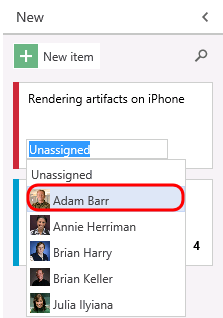 New
New item
Rendering artifacts on iPhone
Unassigned
Unassigned
Adam Barr
Annie Herriman
Brian Harry
4
Brian Keller
Julia Ilyiana